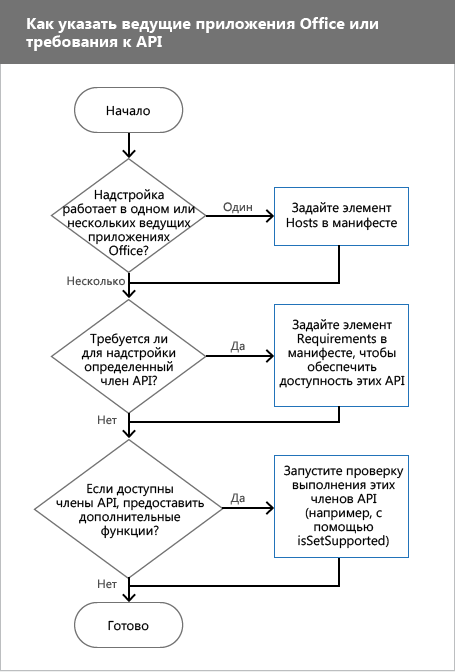 Как указать ведущие приложения Office или
требования к API
Начало
Надстройка
работает в одном или
нескольких ведущих
приложениях
Office?
Один
Задайте элемент
Hosts в манифесте
Несколько
Требуется ли
для надстройки
определенный
член API?
Да
Задайте элемент
Requirements в
манифесте, чтобы
обеспечить
доступность этих API
Нет
Если доступны
члены API, предоставить
дополнительные
функции?
Да
Запустите проверку
выполнения этих
членов API
(например, с
помощью
isSetSupported)
Нет
Готово